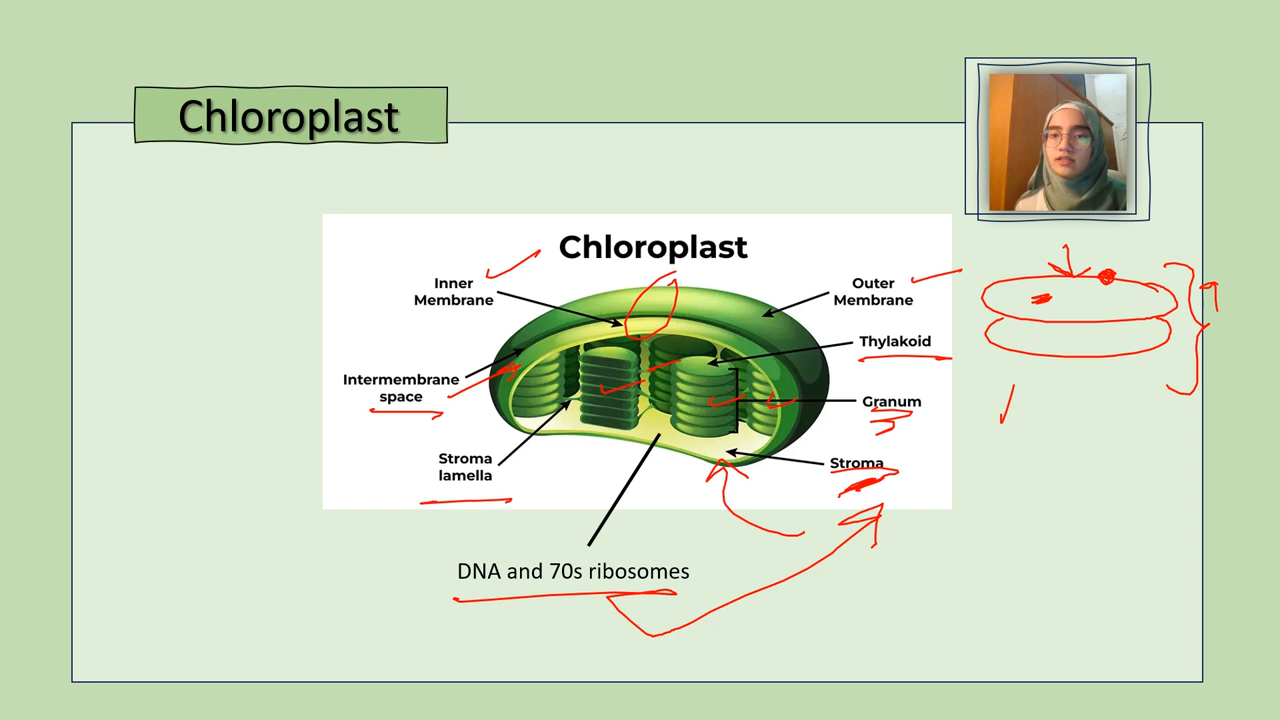 Chloroplast
Chloroplast
Inner
Membrane
Outer
Membrane
Thylakoid
Intermembrane
space
Granum
Stroma
lamella
Stroma
DNA and 70s ribosomes